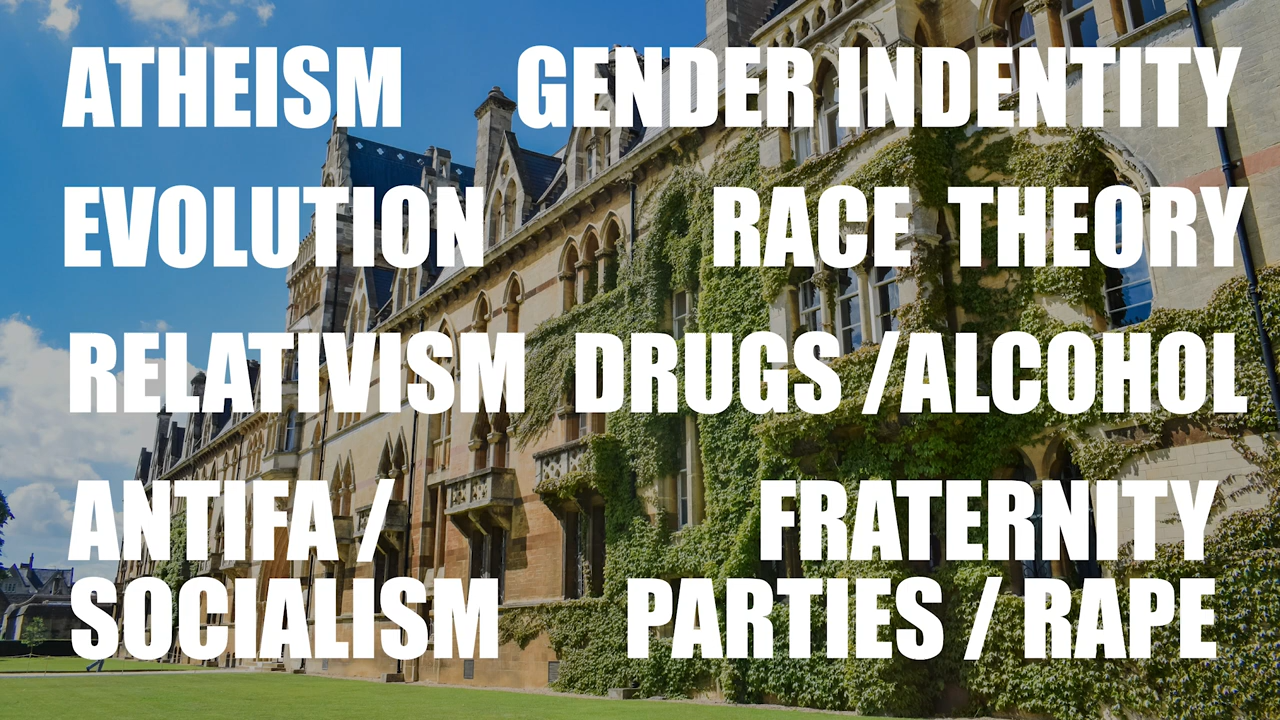 ATHEISM
GENDER INDENTITY
EVOLUTION
RACE THEORY
RELATIVISM
DRUGS /ALCOHOL
ANTIFA /
SOCIALISM
FRATERNITY
PARTIES / RAPE